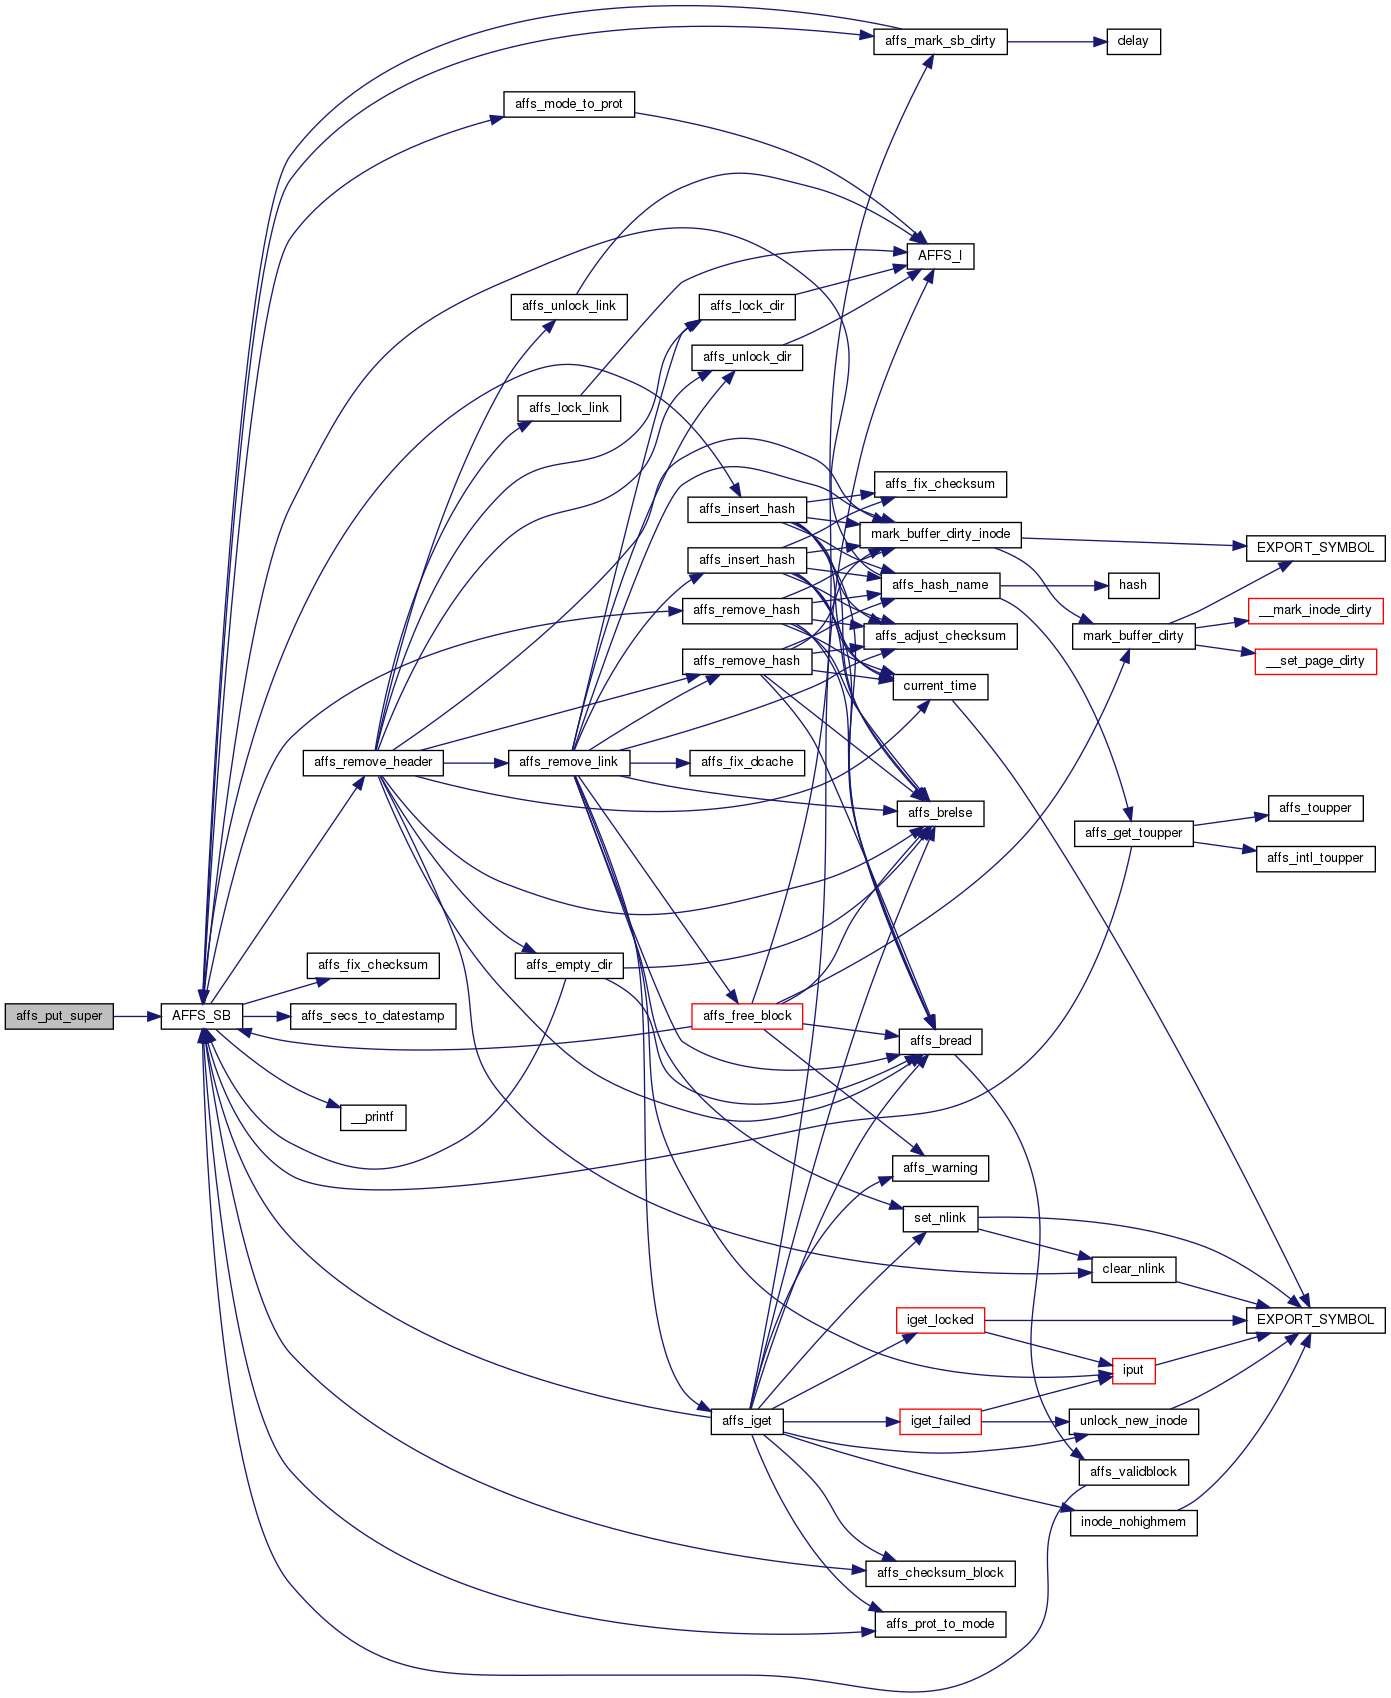 affs_mark_sb_dirty
delay
affs_mode_to_prot
AFFS_I
affs_unlock_link
affs_lock_dir
affs_unlock_dir
affs_lock_link
affs_fix_checksum
affs_insert_hash
mark_buffer_dirty_inode
EXPORT_SYMBOL
affs_insert_hash
affs_hash_name
hash
affs_remove_hash
__mark_inode_dirty
affs_adjust_checksum
mark_buffer_dirty
affs_remove_hash
__set_page_dirty
current_time
affs_remove_header
affs_remove_link
affs_fix_dcache
affs_brelse
affs_toupper
affs_get_toupper
affs_intl_toupper
affs_fix_checksum
affs_empty_dir
affs_put_super
AFFS_SB
affs_secs_to_datestamp
affs_free_block
affs_bread
__printf
affs_warning
set_nlink
clear_nlink
iget_locked
EXPORT_SYMBOL
iput
affs_iget
iget_failed
unlock_new_inode
affs_validblock
inode_nohighmem
affs_checksum_block
affs_prot_to_mode